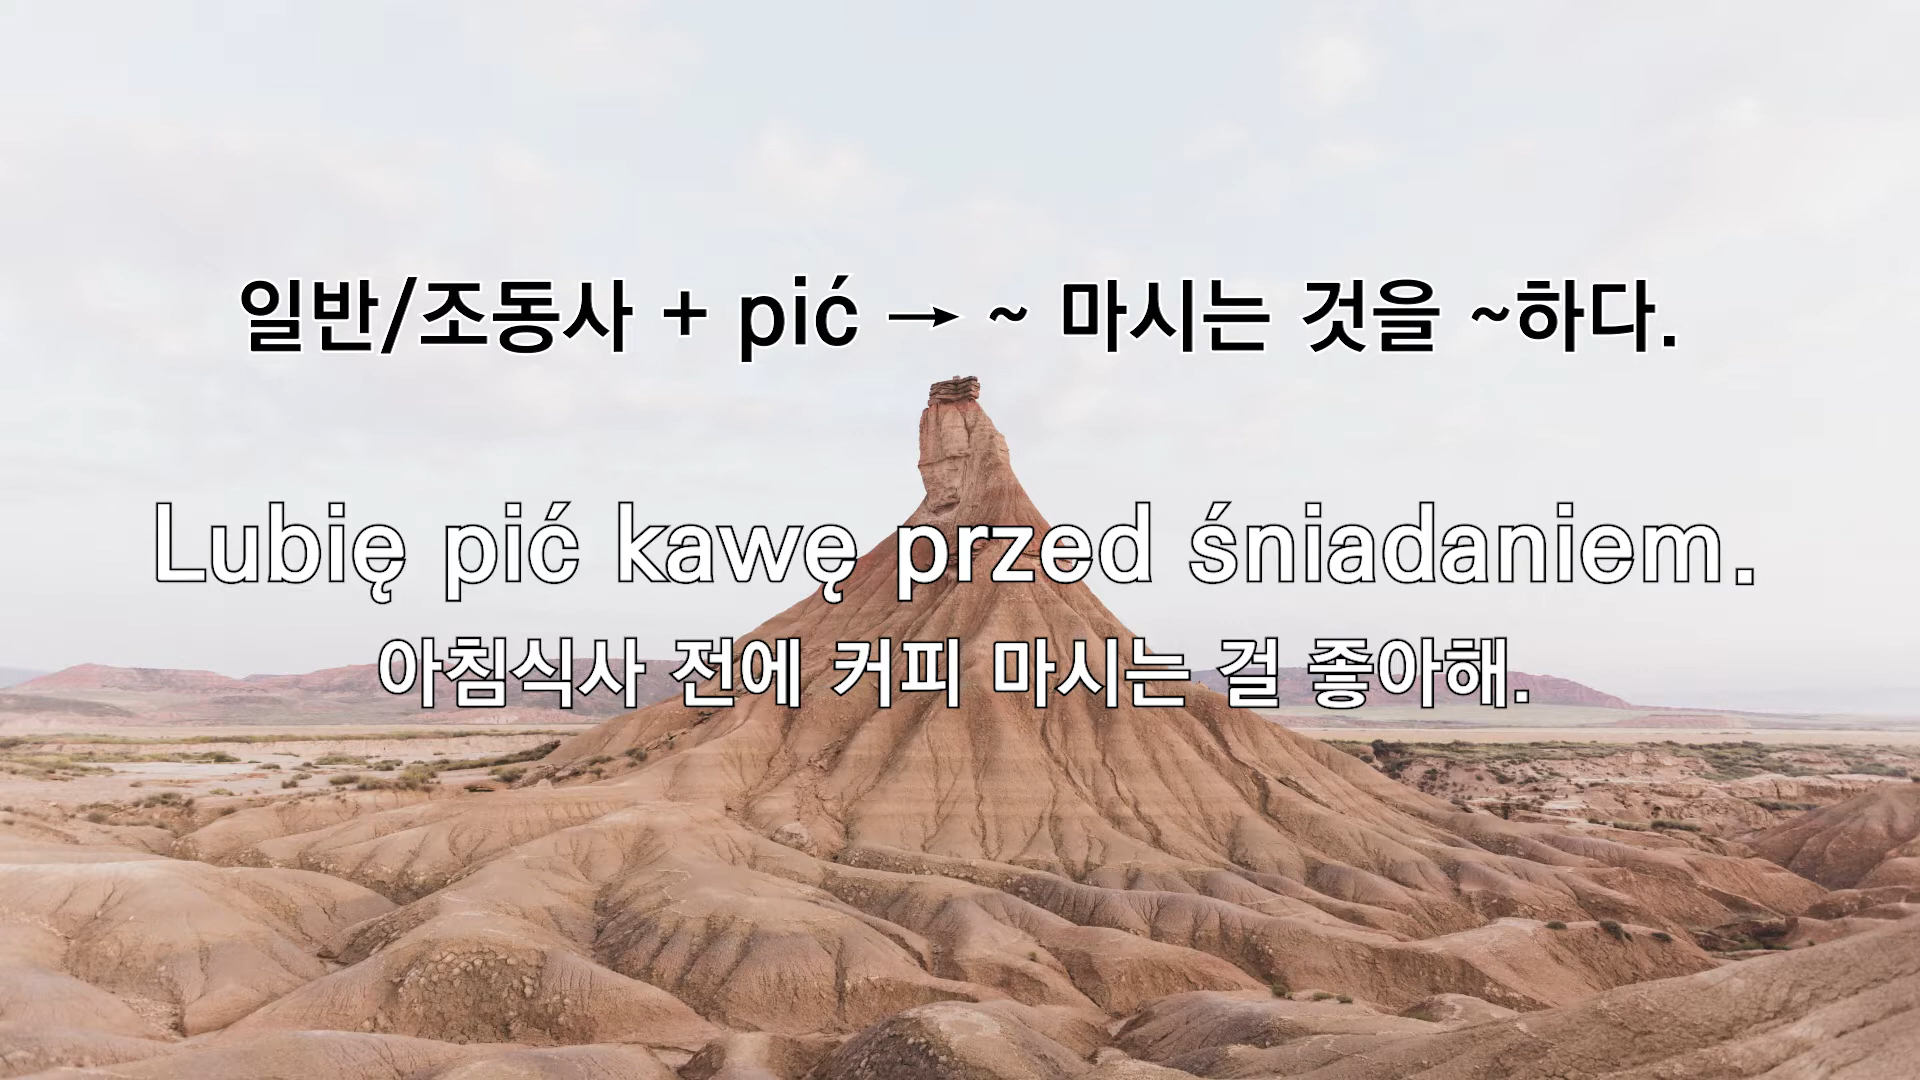 일반/조동사 + pić → ~ 마시는 것을 ~하다.
Lubię pić kawę przed śniadaniem.
아침식사 전에 커피 마시는 걸 좋아해.